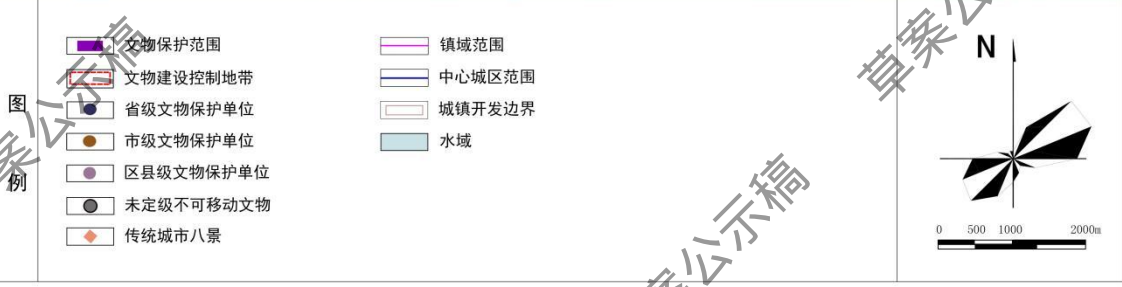 图例
文物保护范围
文物建设控制地带
省级文物保护单位
市级文物保护单位
区县级文物保护单位
未定级不可移动文物
传统城市八景
镇域范围
中心城区范围
城镇开发边界
水域
N
0 500 1000 2000m
草案公示稿
案公示稿
案公示稿